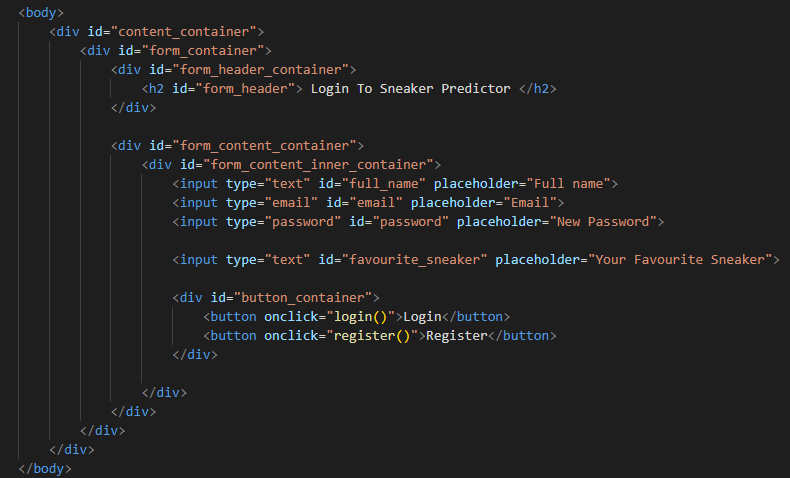 <body>
<div id="content_container">
<div id="form_container">
<div id="form_header_container">
<h2 id="form_header"> Login To Sneaker Predictor </h2>
</div>
<div id="form_content_container">
<div id="form_content_inner_container">
<input type="text" id="full_name" placeholder="Full name">
<input type="email" id="email" placeholder="Email">
<input type="password" id="password" placeholder="New Password">
<input type="text" id="favourite_sneaker" placeholder="Your Favourite Sneaker">
<div id="button_container">
<button onclick="login()">Login</button>
<button onclick="register()">Register</button>
</div>
</div>
</div>
</div>
</div>
</body>